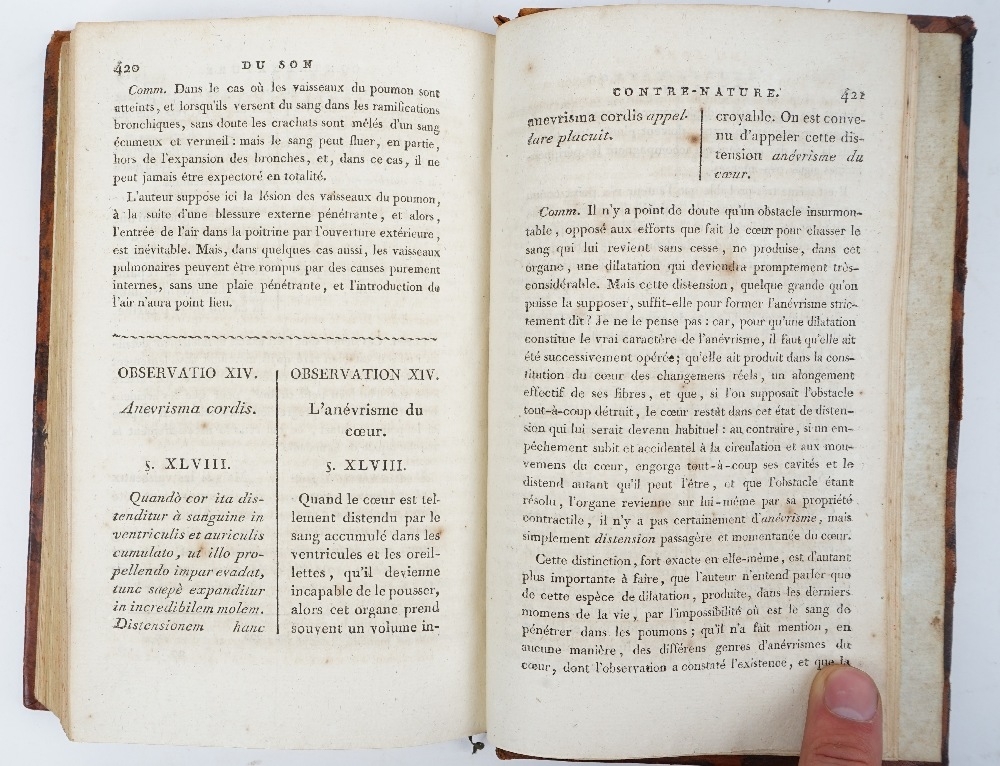 420
DU SON
Comm. Dans le cas où les vaisseaux du poumon sont
atteints, et lorsqu'ils versent du sang dans les ramifications
bronchiques, sans doute les crachats sont mêlés d'un sang
écumeux et vermeil : mais le sang peut fluer, en partie,
hors de l'expansion des bronches, et, dans ce cas, il ne
peut jamais être expectoré en totalité.
L'auteur suppose ici la lésion des vaisseaux du poumon,
à la suite d'une blessure externe pénétrante, et alors,
l'entrée de l'air dans la poitrine par l'ouverture extérieure,
est inévitable. Mais, dans quelques cas aussi, les vaisseaux
pulmonaires peuvent être rompus par des causes purement
internes, sans une plaie pénétrante, et l'introduction de
l'air n'aura point lieu.
OBSERVATIO XIV.
Anevrisma cordis.
§. XLVIII.
Quandò cor ita dis-
tenditur à sanguine in
ventriculis et auriculis
cumulato, ut illo pro-
pellendo impar evadat,
tunc sæpè expanditur
in incredibilem molem.
Distensionem hanc
OBSERVATION XIV.
L'anévrisme du
cœur.
§. XLVIII.
Quand le cœur est tel-
lement distendu par le
sang accumulé dans les
ventricules et les oreil-
lettes, qu'il devienne
incapable de le pousser,
alors cet organe prend
souvent un volume in-
CONTRE-NATURE.
421
anevrisma cordis appel-
lare placuit.
croyable. On est conve-
nu d'appeler cette dis-
tension anévrisme du
cœur.
Comm. Il n'y a point de doute qu'un obstacle insurmon-
table, opposé aux efforts que fait le cœur pour chasser le
sang qui lui revient sans cesse, ne produise, dans cet
organe, une dilatation qui deviendra promptement très-
considérable. Mais cette distension, quelque grande qu'on
puisse la supposer, suffit-elle pour former l'anévrisme stric-
tement dit? Je ne le pense pas : car, pour qu'une dilatation
constitue le vrai caractère de l'anévrisme, il faut qu'elle ait
été successivement opérée; qu'elle ait produit dans la cons-
titution du cœur des changemens réels, un alongement
effectif de ses fibres, et que, si l'on supposait l'obstacle
tout-à-coup détruit, le cœur restât dans cet état de disten-
sion qui lui serait devenu habituel : au contraire, si un em-
pêchement subit et accidentel à la circulation et aux mou-
vemens du cœur, engorge tout-à-coup ses cavités et le
distend autant qu'il peut l'être, et que l'obstacle étant
résolu, l'organe revienne sur lui-même par sa propriété
contractile, il n'y a pas certainement d'anévrisme, mais
simplement distension passagère et momentanée du cœur.
Cette distinction, fort exacte en elle-même, est d'autant
plus importante à faire, que l'auteur n'entend parler que
de cette espèce de dilatation, produite, dans les derniers
momens de la vie, par l'impossibilité où est le sang de
pénétrer dans les poumons; qu'il n'a fait mention, en
aucune manière, des différens genres d'anévrismes du
cœur, dont l'observation a constaté l'existence, et que la